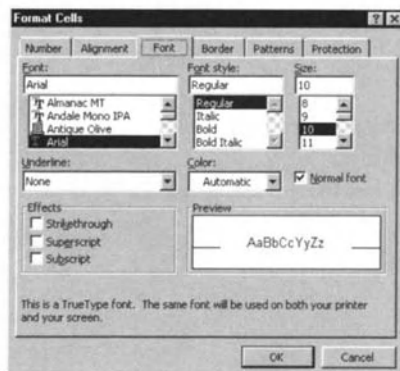 Format Cells
Number Alignment Font Border Patterns Protection
Font: Font style: Size:
Arial Regular 10
Almanac MT Regular 8
Andale Mono IPA Italic 9
Antique Olive Bold 10
Arial Bold Italic 11
Underline: Color:
None Automatic Normal font
Effects Preview
Strikethrough
Superscript AaBbCcYyZz
Subscript
This is a TrueType font. The same font will be used on both your printer
and your screen.
OK Cancel